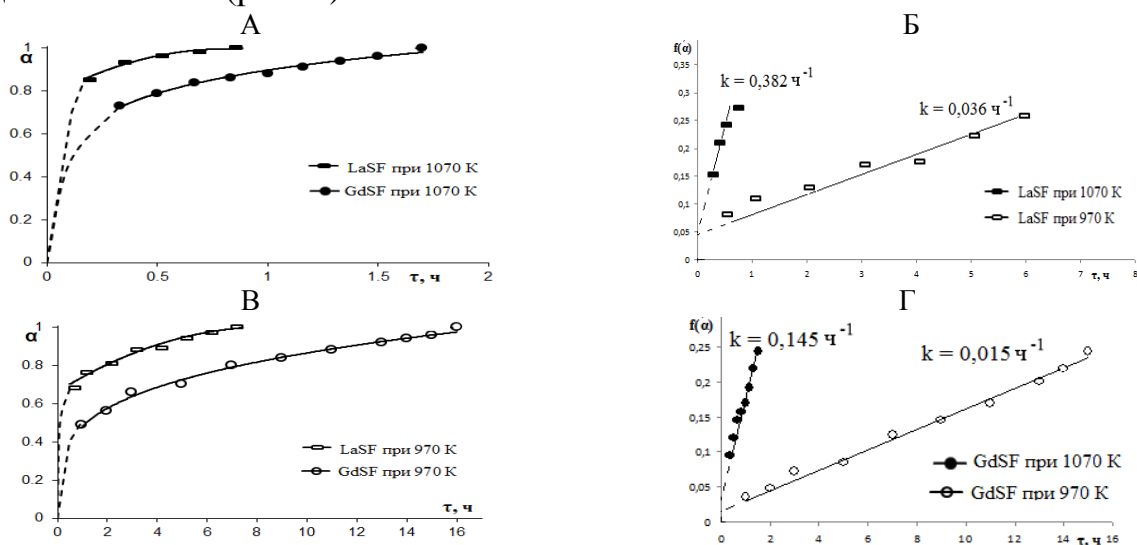 А
α
1
0.8
0.6
0.4
0.2
0
0
0.5
1
1.5
2
τ, ч
LaSF при 1070 К
GdSF при 1070 К
Б
f(α)
0,4
0,35
0,3
0,25
0,2
0,15
0,1
0,05
0
0
1
2
3
4
5
6
7
8
τ, ч
k = 0,382 ч⁻¹
k = 0,036 ч⁻¹
LaSF при 1070 К
LaSF при 970 К
В
α
1
0.8
0.6
0.4
0.2
0
0
2
4
6
8
10
12
14
16
τ, ч
LaSF при 970 К
GdSF при 970 К
Г
f(α)
0,25
0,2
0,15
0,1
0,05
0
0
2
4
6
8
10
12
14
16
τ, ч
k = 0,145 ч⁻¹
k = 0,015 ч⁻¹
GdSF при 1070 К
GdSF при 970 К